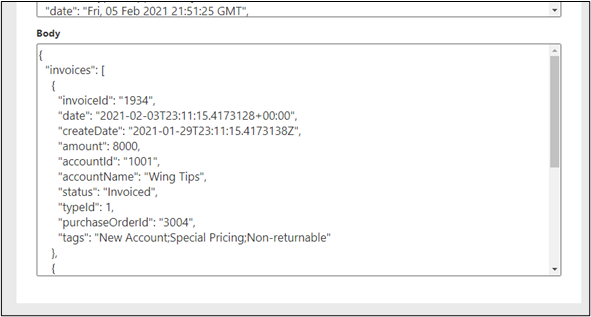 "date": "Fri, 05 Feb 2021 21:51:25 GMT",
Body
{
"invoices": [
{
"invoiceId": "1934",
"date": "2021-02-03T23:11:15.4173128+00:00",
"createDate": "2021-01-29T23:11:15.4173138Z",
"amount": 8000,
"accountId": "1001",
"accountName": "Wing Tips",
"status": "Invoiced",
"typeId": 1,
"purchaseOrderId": "3004",
"tags": "New Account;Special Pricing;Non-returnable"
},
{